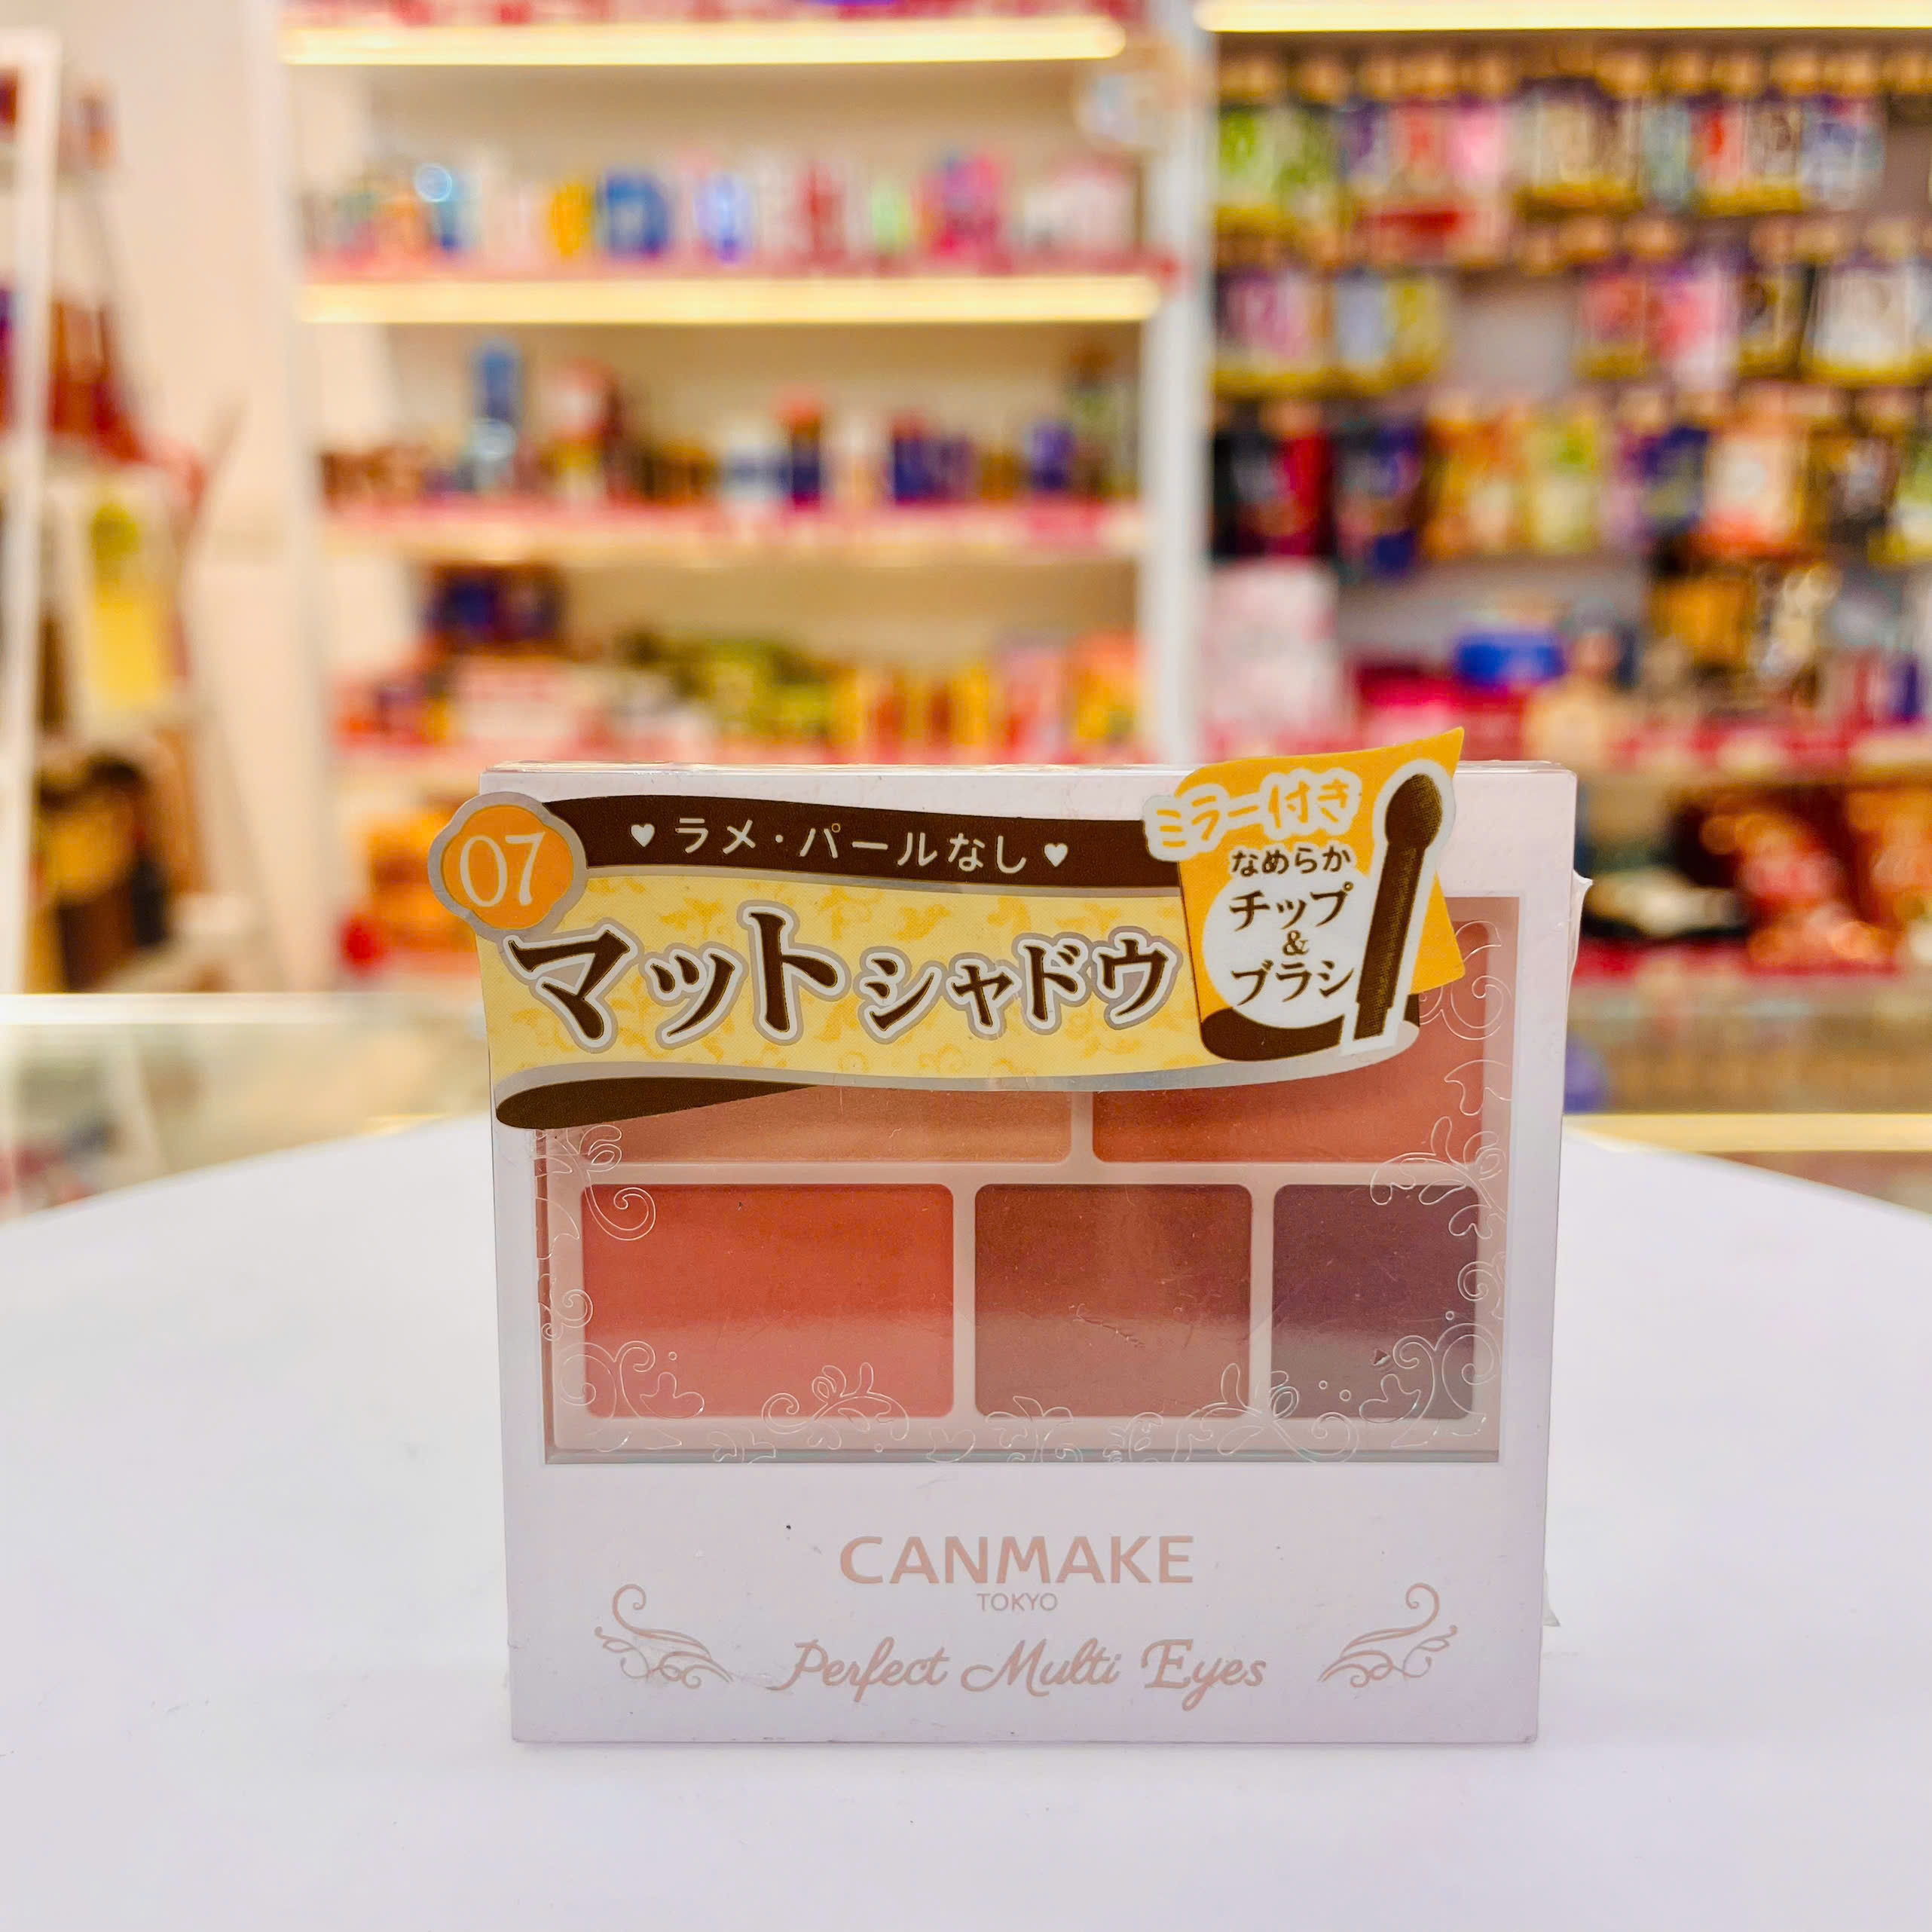 07
♥ ラメ・パールなし ♥
マットシャドウ
ミラー付き
なめらか
チップ
&
ブラシ
CANMAKE
TOKYO
Perfect Multi Eyes